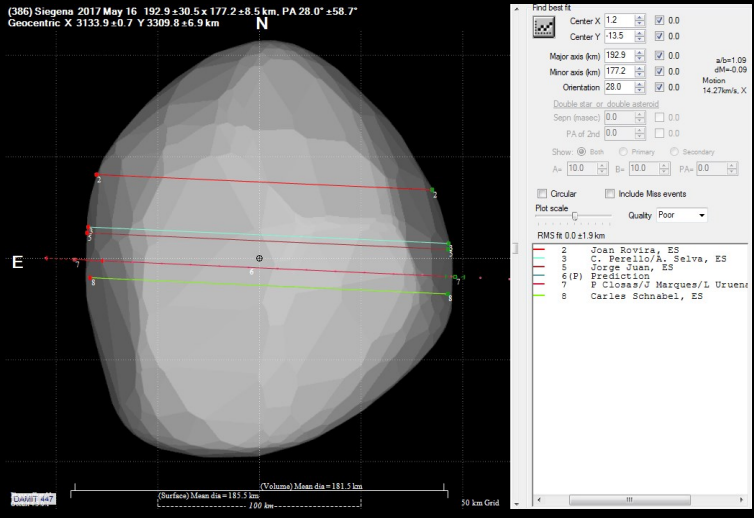 (386) Siegena 2017 May 16 192.9 ±30.5 x 177.2 ±8.5 km, PA 28.0° ±58.7°
Geocentric X 3133.9 ±0.7 Y 3309.8 ±6.9 km
N
E
2
2
3
5
3
5
6
7
7
8
8
(Volume) Mean dia = 181.5 km
(Surface) Mean dia = 185.5 km
100 km
50 km Grid
DAMIT 447
Find best fit
Center X 1.2 0.0
Center Y -13.5 0.0
Major axis (km) 192.9 0.0
Minor axis (km) 177.2 0.0
Orientation 28.0 0.0
a/b=1.09
dM=-0.09
Motion
14.27km/s, X
Double star or double asteroid
Sepn (masec) 0.0 0.0
PA of 2nd 0.0 0.0
Show: Both Primary Secondary
A= 10.0 B= 10.0 PA= 0.0
Circular Include Miss events
Plot scale
Quality Poor
RMS fit 0.0 ±1.9 km
2 Joan Rovira, ES
3 C. Perello/A. Selva, ES
5 Jorge Juan, ES
6(P) Prediction
7 P Closas/J Marques/L Uruena
8 Carles Schnabel, ES